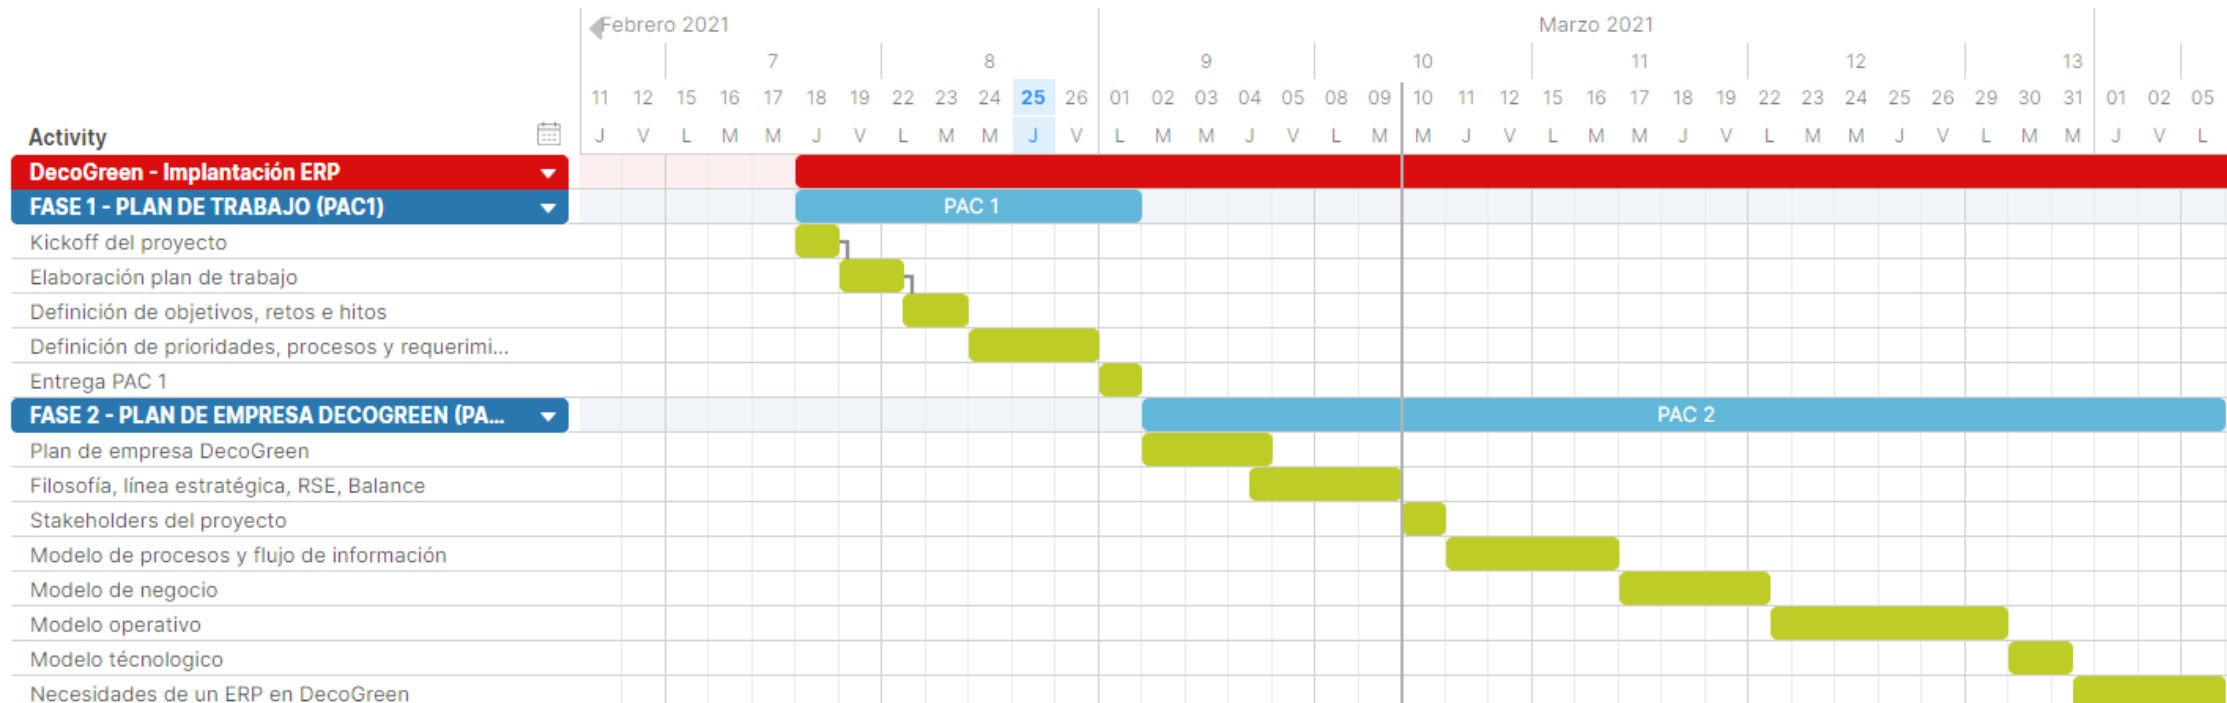 Febrero 2021 Marzo 2021
7 8 9 10 11 12 13
11 12 15 16 17 18 19 22 23 24 25 26 01 02 03 04 05 08 09 10 11 12 15 16 17 18 19 22 23 24 25 26 29 30 31 01 02 05
Activity J V L M M J V L M M J V L M M J V L M M J V L M M J V L M M J V L M M J V L
DecoGreen - Implantación ERP
FASE 1 - PLAN DE TRABAJO (PAC1) PAC 1
Kickoff del proyecto
Elaboración plan de trabajo
Definición de objetivos, retos e hitos
Definición de prioridades, procesos y requerimi...
Entrega PAC 1
FASE 2 - PLAN DE EMPRESA DECOGREEN (PA... PAC 2
Plan de empresa DecoGreen
Filosofía, línea estratégica, RSE, Balance
Stakeholders del proyecto
Modelo de procesos y flujo de información
Modelo de negocio
Modelo operativo
Modelo técnologico
Necesidades de un ERP en DecoGreen